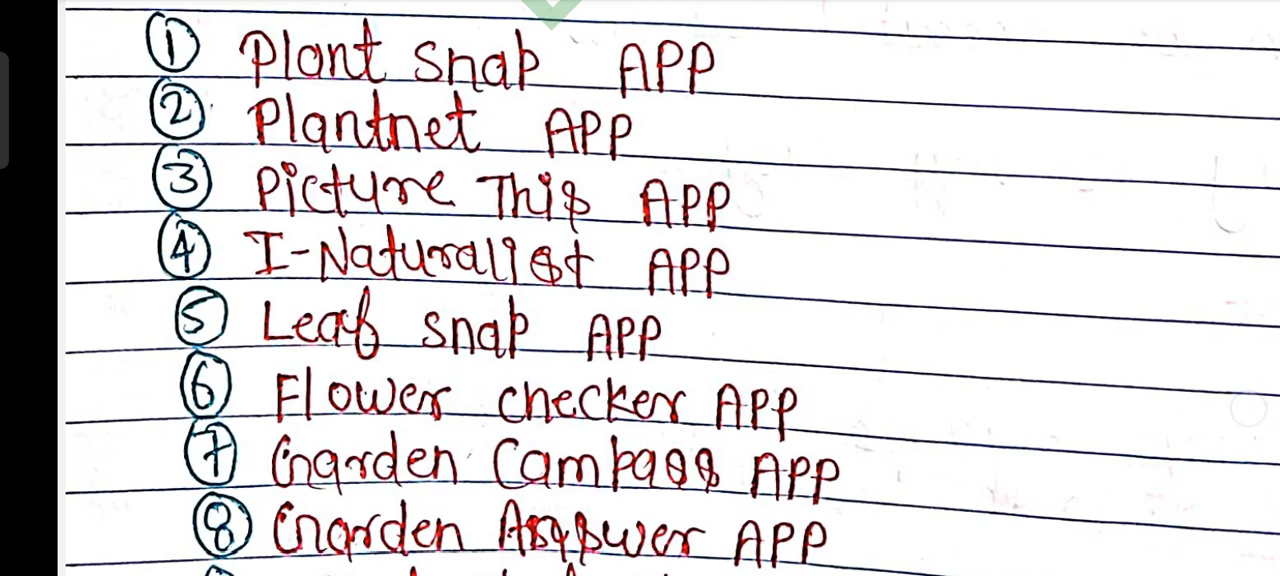 ① Plant Snap APP
② Plantnet APP
③ Picture This APP
④ I-Naturalist APP
⑤ Leaf snap APP
⑥ Flower checker APP
⑦ Garden Campass APP
⑧ Garden APP